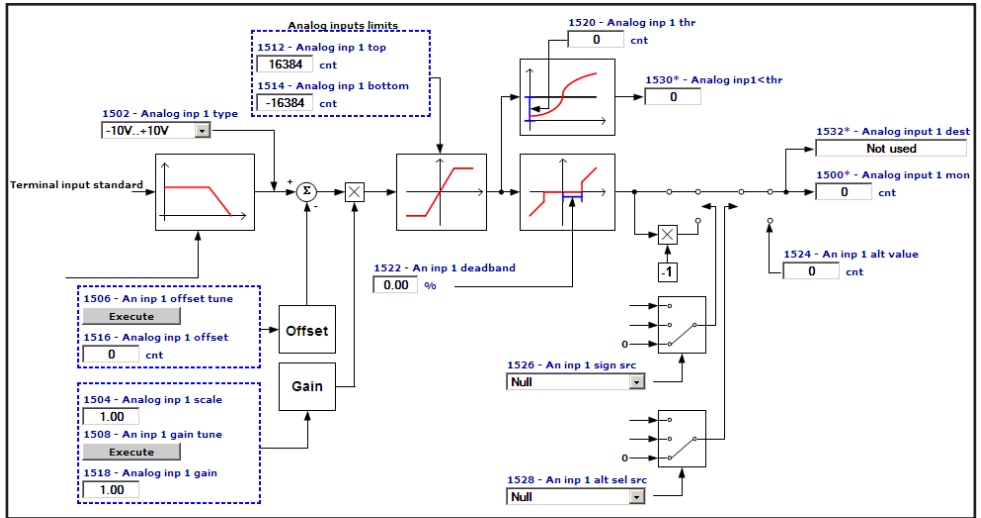 Analog inputs limits
1512 - Analog inp 1 top
16384 cnt
1514 - Analog inp 1 bottom
-16384 cnt
1520 - Analog inp 1 thr
0 cnt
1530* - Analog inp1<thr
0
1502 - Analog inp 1 type
-10V..+10V
1532* - Analog input 1 dest
Not used
Terminal input standard
+
Σ
-
×
1500* - Analog input 1 mon
0 cnt
×
-1
1524 - An inp 1 alt value
0 cnt
1522 - An inp 1 deadband
0.00 %
1506 - An inp 1 offset tune
Execute
1516 - Analog inp 1 offset
0 cnt
Offset
Gain
0
1526 - An inp 1 sign src
Null
1504 - Analog inp 1 scale
1.00
1508 - An inp 1 gain tune
Execute
1518 - Analog inp 1 gain
1.00
0
1528 - An inp 1 alt sel src
Null